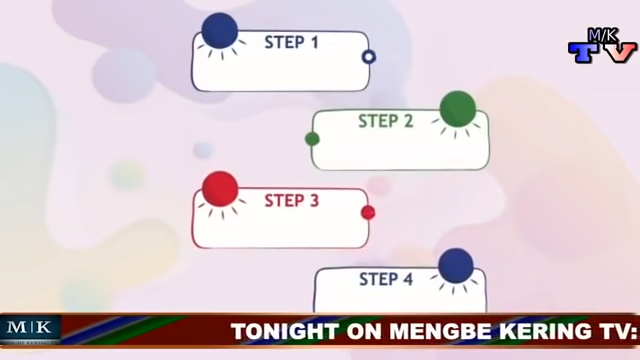 M/K
TV
STEP 1
STEP 2
STEP 3
STEP 4
M|K
TONIGHT ON MENGBE KERING TV: